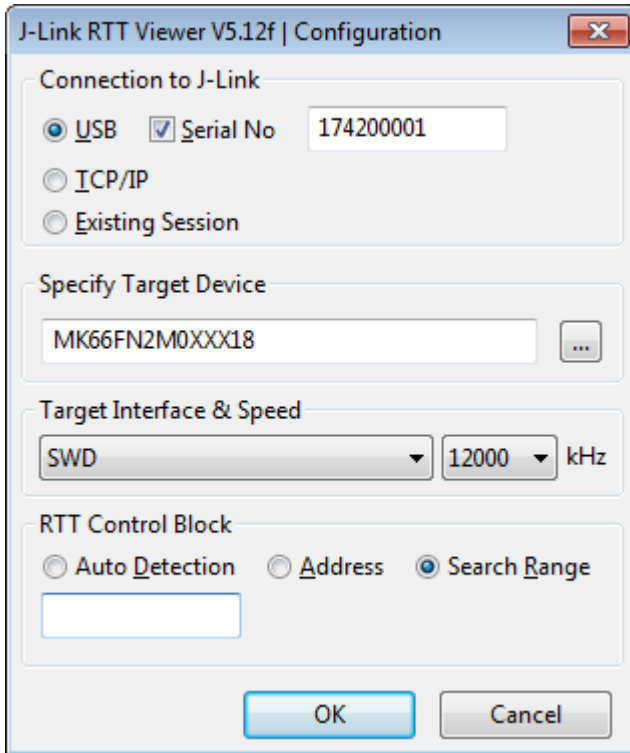 J-Link RTT Viewer V5.12f | Configuration
Connection to J-Link
USB Serial No 174200001
TCP/IP
Existing Session
Specify Target Device
MK66FN2M0XXX18
...
Target Interface & Speed
SWD 12000 kHz
RTT Control Block
Auto Detection Address Search Range
OK Cancel